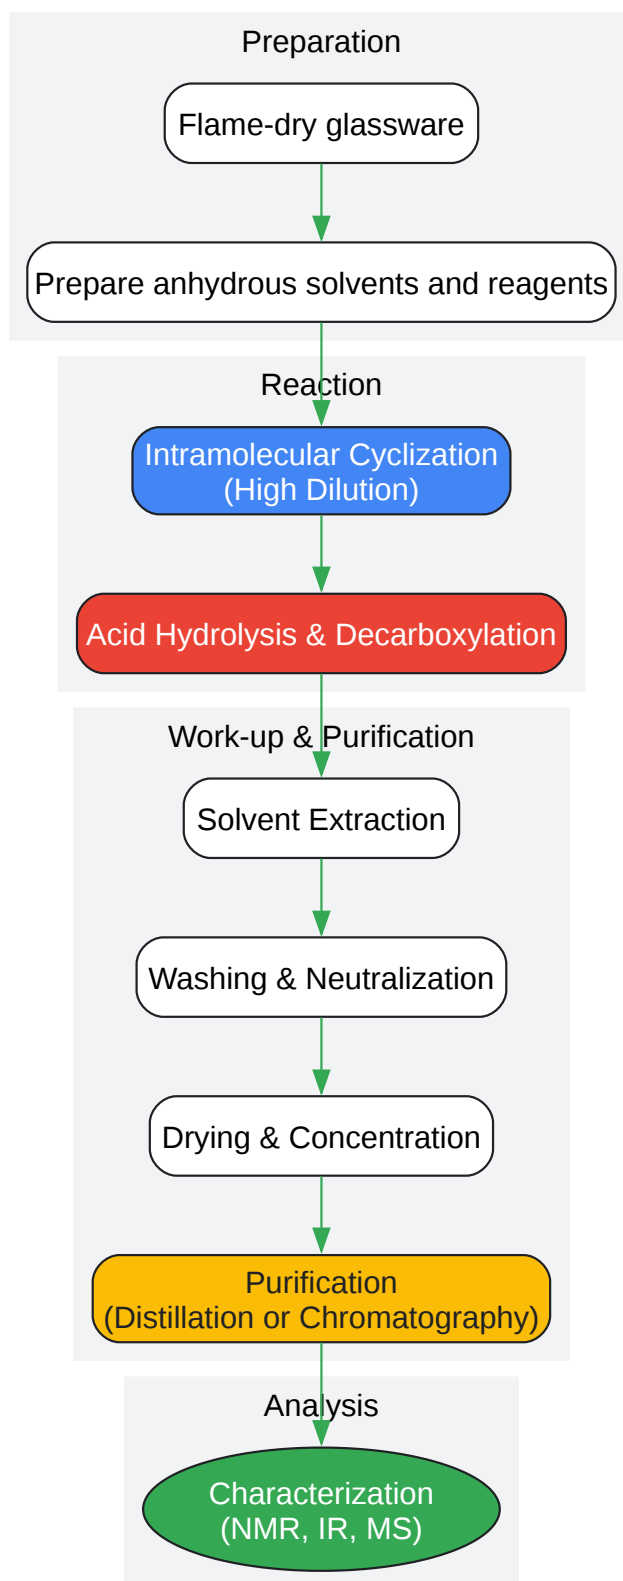 Preparation
Flame-dry glassware
Prepare anhydrous solvents and reagents
Reaction
Intramolecular Cyclization
(High Dilution)
Acid Hydrolysis & Decarboxylation
Work-up & Purification
Solvent Extraction
Washing & Neutralization
Drying & Concentration
Purification
(Distillation or Chromatography)
Analysis
Characterization
(NMR, IR, MS)